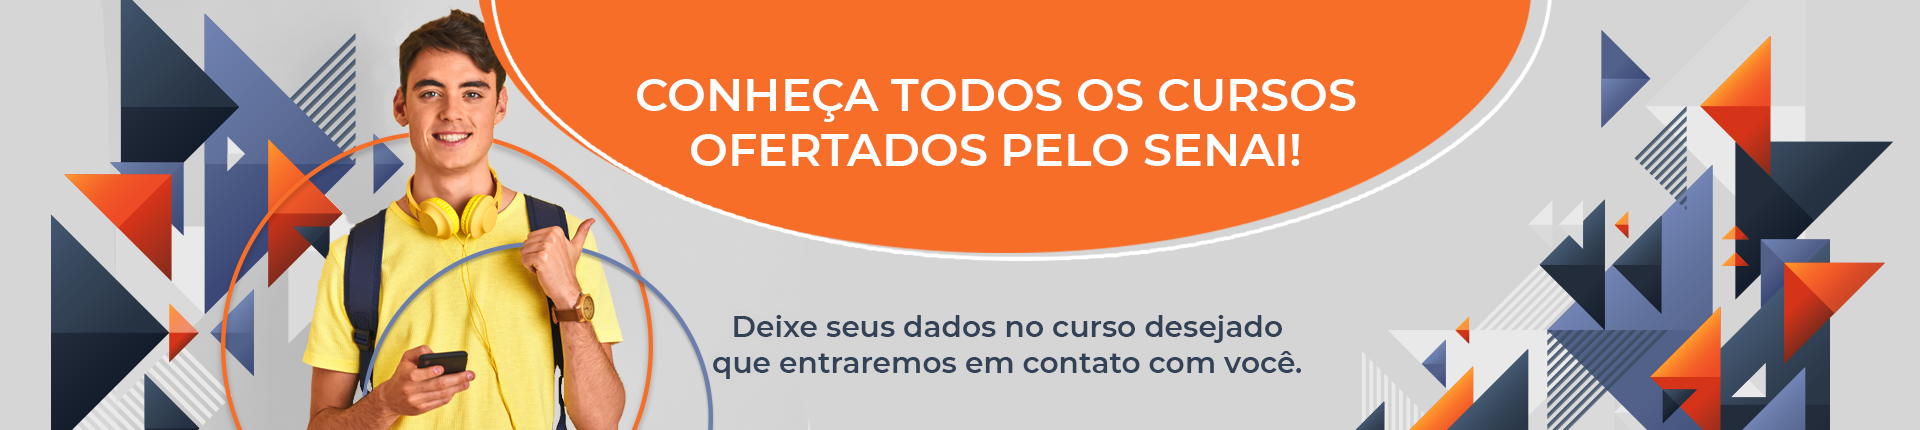 CONHEÇA TODOS OS CURSOS
OFERTADOS PELO SENAI!
Deixe seus dados no curso desejado
que entraremos em contato com você.